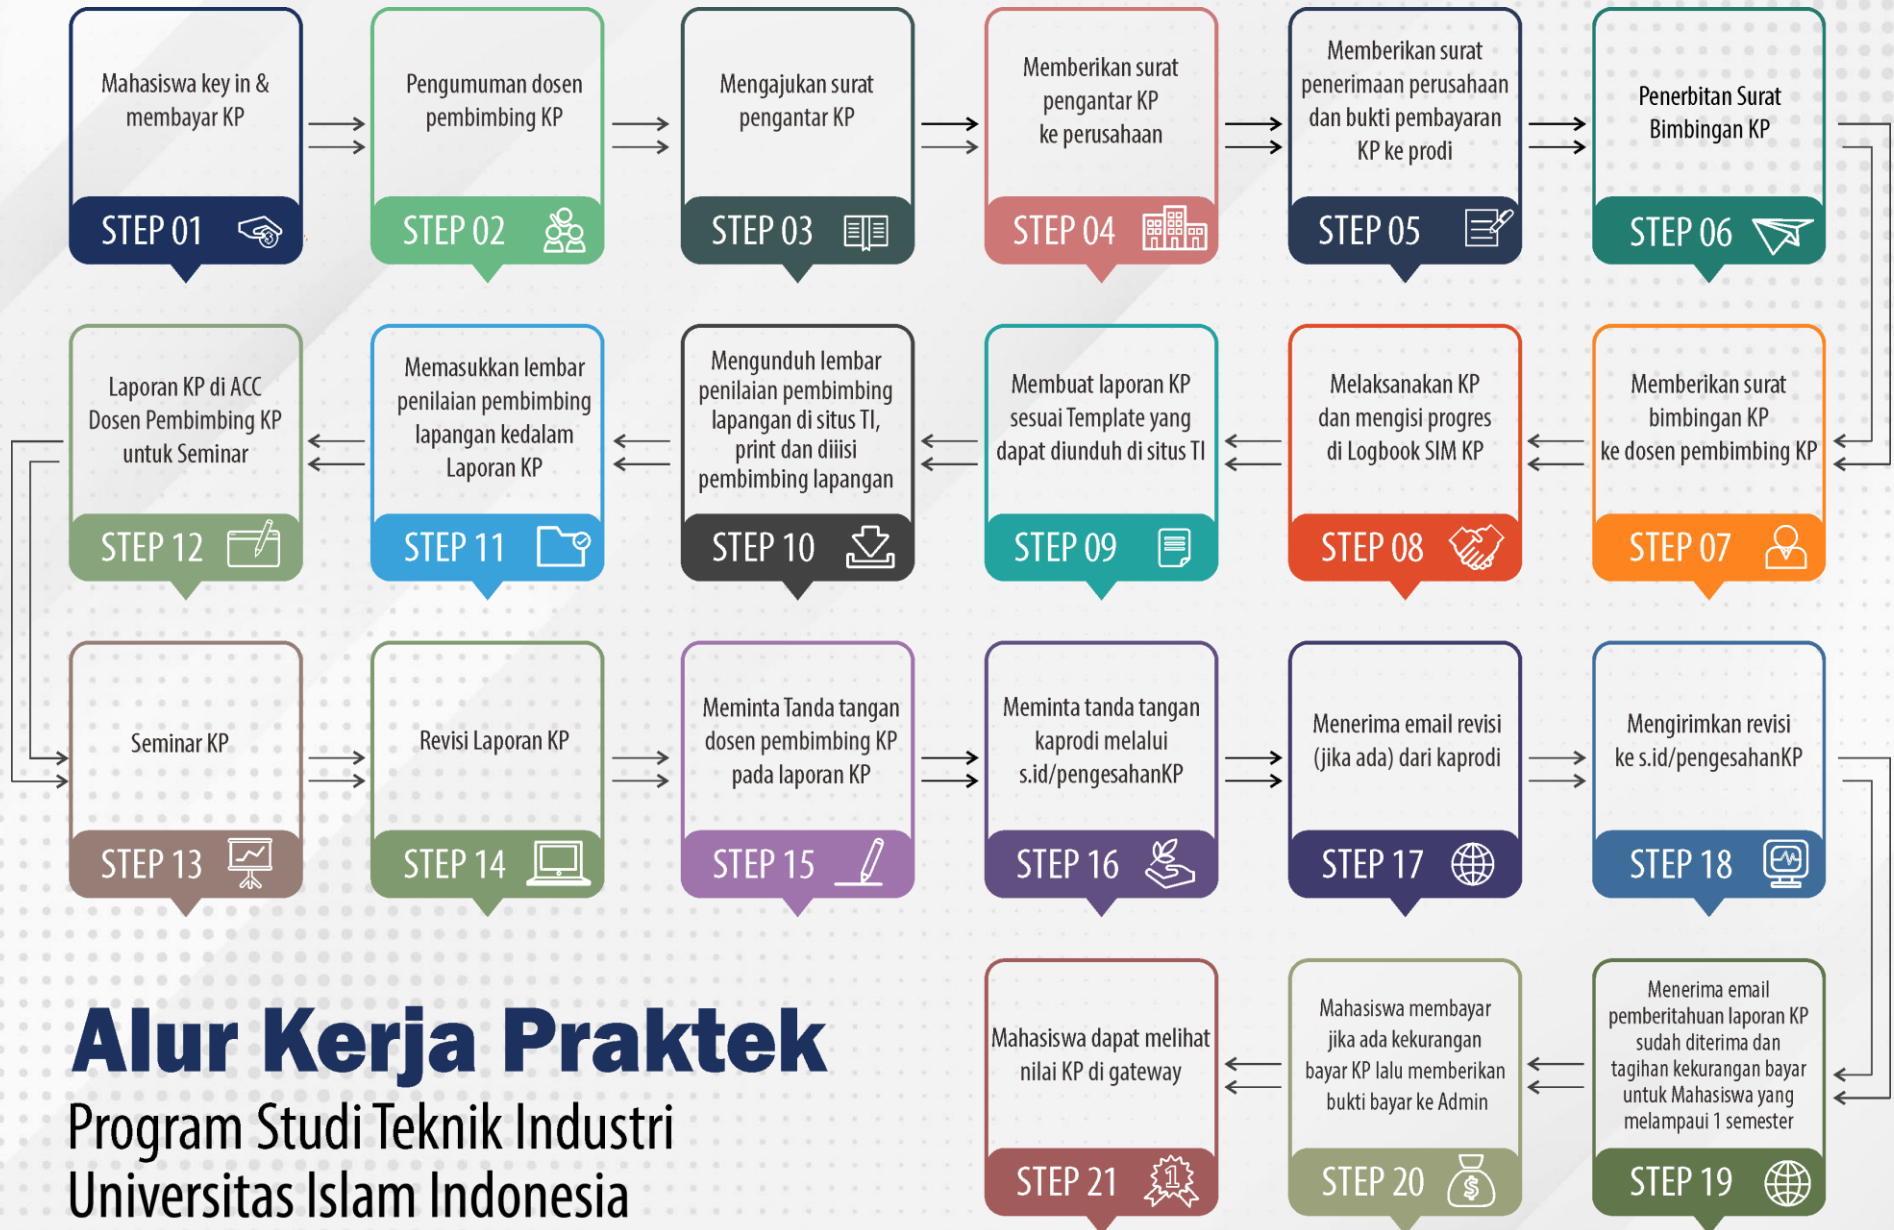 Mahasiswa key in &
membayar KP
STEP 01
Pengumuman dosen
pembimbing KP
STEP 02
Mengajukan surat
pengantar KP
STEP 03
Memberikan surat
pengantar KP
ke perusahaan
STEP 04
Memberikan surat
penerimaan perusahaan
dan bukti pembayaran
KP ke prodi
STEP 05
Penerbitan Surat
Bimbingan KP
STEP 06
Memberikan surat
bimbingan KP
ke dosen pembimbing KP
STEP 07
Melaksanakan KP
dan mengisi progres
di Logbook SIM KP
STEP 08
Membuat laporan KP
sesuai Template yang
dapat diunduh di situs TI
STEP 09
Mengunduh lembar
penilaian pembimbing
lapangan di situs TI,
print dan diiisi
pembimbing lapangan
STEP 10
Memasukkan lembar
penilaian pembimbing
lapangan kedalam
Laporan KP
STEP 11
Laporan KP di ACC
Dosen Pembimbing KP
untuk Seminar
STEP 12
Seminar KP
STEP 13
Revisi Laporan KP
STEP 14
Meminta Tanda tangan
dosen pembimbing KP
pada laporan KP
STEP 15
Meminta tanda tangan
kaprodi melalui
s.id/pengesahanKP
STEP 16
Menerima email revisi
(jika ada) dari kaprodi
STEP 17
Mengirimkan revisi
ke s.id/pengesahanKP
STEP 18
Menerima email
pemberitahuan laporan KP
sudah diterima dan
tagihan kekurangan bayar
untuk Mahasiswa yang
melampaui 1 semester
STEP 19
Mahasiswa membayar
jika ada kekurangan
bayar KP lalu memberikan
bukti bayar ke Admin
$
STEP 20
Mahasiswa dapat melihat
nilai KP di gateway
1
STEP 21
Alur Kerja Praktek
Program Studi Teknik Industri
Universitas Islam Indonesia